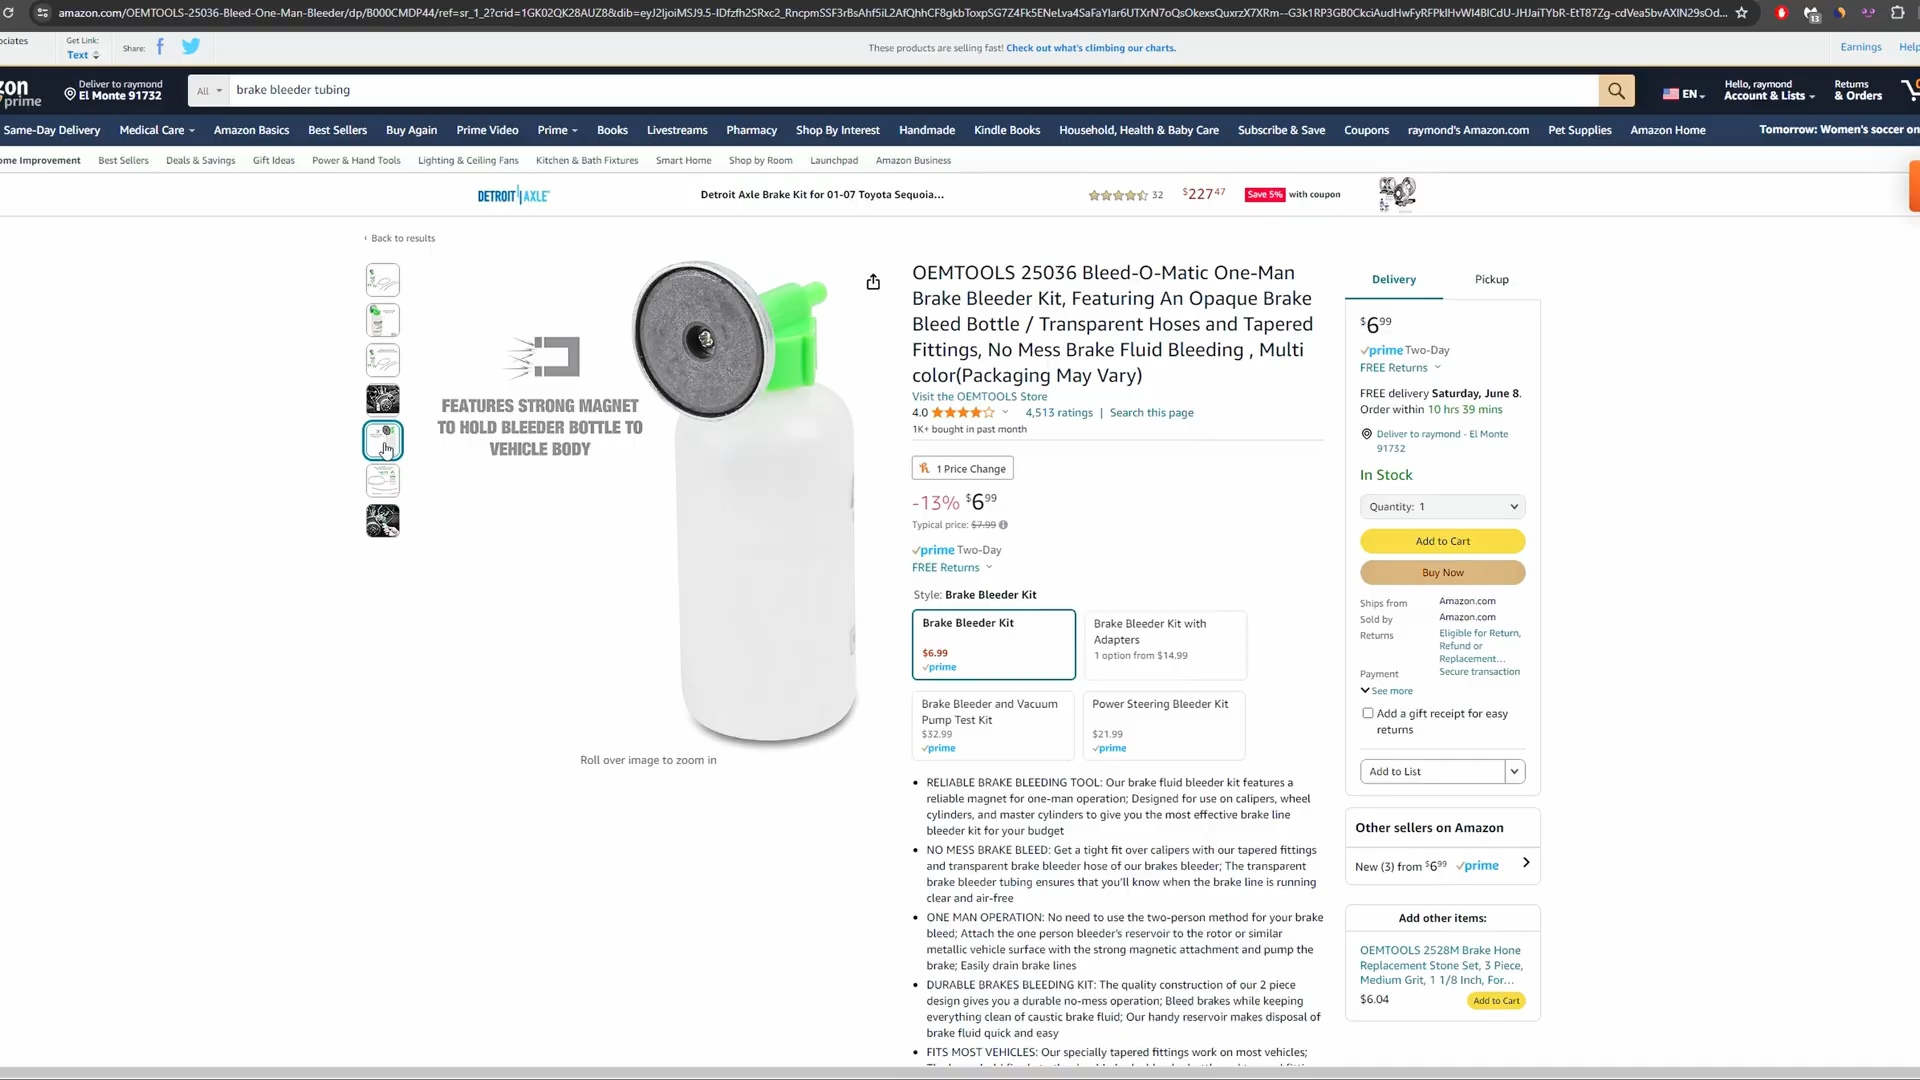 amazon.com/OEMTOOLS-25036-Bleed-One-Man-Bleeder/dp/B000CMDP44/ref=sr_1_2?
ociates
Get Link:
Text
Share:
These products are selling fast! Check out what's climbing our charts.
Earnings
Help
13
zon
prime
Deliver to raymond
El Monte 91732
All
brake bleeder tubing
EN
Hello, raymond
Account & Lists
Returns
& Orders
Same-Day Delivery
Medical Care
Amazon Basics
Best Sellers
Buy Again
Prime Video
Prime
Books
Livestreams
Pharmacy
Shop By Interest
Handmade
Kindle Books
Household, Health & Baby Care
Subscribe & Save
Coupons
raymond's Amazon.com
Pet Supplies
Amazon Home
Tomorrow: Women's soccer on
ome Improvement
Best Sellers
Deals & Savings
Gift Ideas
Power & Hand Tools
Lighting & Ceiling Fans
Kitchen & Bath Fixtures
Smart Home
Shop by Room
Launchpad
Amazon Business
DETROIT AXLE
Detroit Axle Brake Kit for 01-07 Toyota Sequoia...
32
$227 47
Save 5% with coupon
‹ Back to results
FEATURES STRONG MAGNET
TO HOLD BLEEDER BOTTLE TO
VEHICLE BODY
Roll over image to zoom in
OEMTOOLS 25036 Bleed-O-Matic One-Man
Brake Bleeder Kit, Featuring An Opaque Brake
Bleed Bottle / Transparent Hoses and Tapered
Fittings, No Mess Brake Fluid Bleeding , Multi
color(Packaging May Vary)
Visit the OEMTOOLS Store
4.0
4,513 ratings | Search this page
1K+ bought in past month
1 Price Change
-13% $6 99
Typical price: $7.99
prime Two-Day
FREE Returns
Style: Brake Bleeder Kit
Brake Bleeder Kit
$6.99
prime
Brake Bleeder Kit with
Adapters
1 option from $14.99
Brake Bleeder and Vacuum
Pump Test Kit
$32.99
prime
Power Steering Bleeder Kit
$21.99
prime
• RELIABLE BRAKE BLEEDING TOOL: Our brake fluid bleeder kit features a
reliable magnet for one-man operation; Designed for use on calipers, wheel
cylinders, and master cylinders to give you the most effective brake line
bleeder kit for your budget
• NO MESS BRAKE BLEED: Get a tight fit over calipers with our tapered fittings
and transparent brake bleeder hose of our brakes bleeder; The transparent
brake bleeder tubing ensures that you'll know when the brake line is running
clear and air-free
• ONE MAN OPERATION: No need to use the two-person method for your brake
bleed; Attach the one person bleeder's reservoir to the rotor or similar
metallic vehicle surface with the strong magnetic attachment and pump the
brake; Easily drain brake lines
• DURABLE BRAKES BLEEDING KIT: The quality construction of our 2 piece
design gives you a durable no-mess operation; Bleed brakes while keeping
everything clean of caustic brake fluid; Our handy reservoir makes disposal of
brake fluid quick and easy
• FITS MOST VEHICLES: Our specially tapered fittings work on most vehicles;
Delivery
Pickup
$6 99
prime Two-Day
FREE Returns
FREE delivery Saturday, June 8.
Order within 10 hrs 39 mins
Deliver to raymond - El Monte
91732
In Stock
Quantity: 1
Add to Cart
Buy Now
Ships from
Amazon.com
Sold by
Amazon.com
Returns
Eligible for Return,
Refund or
Replacement...
Payment
Secure transaction
See more
Add a gift receipt for easy
returns
Add to List
Other sellers on Amazon
New (3) from $6 99 prime
Add other items:
OEMTOOLS 2528M Brake Hone
Replacement Stone Set, 3 Piece,
Medium Grit, 1 1/8 Inch, For...
$6.04
Add to Cart